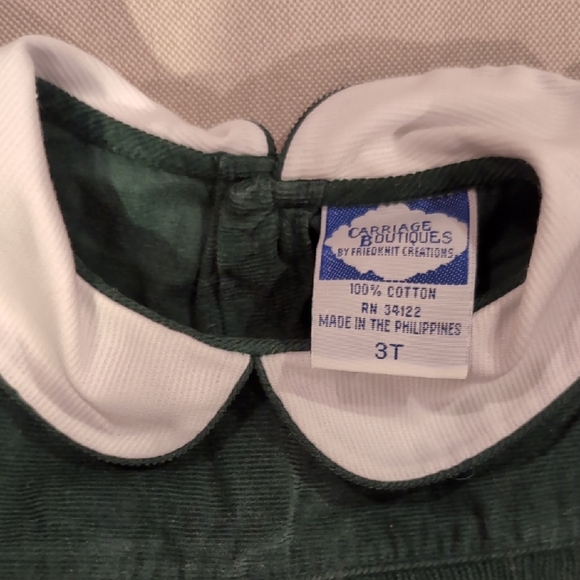 CARRIAGE
BOUTIQUES
BY FRIEDKNIT CREATIONS
100% COTTON
RN 34122
MADE IN THE PHILIPPINES
3T